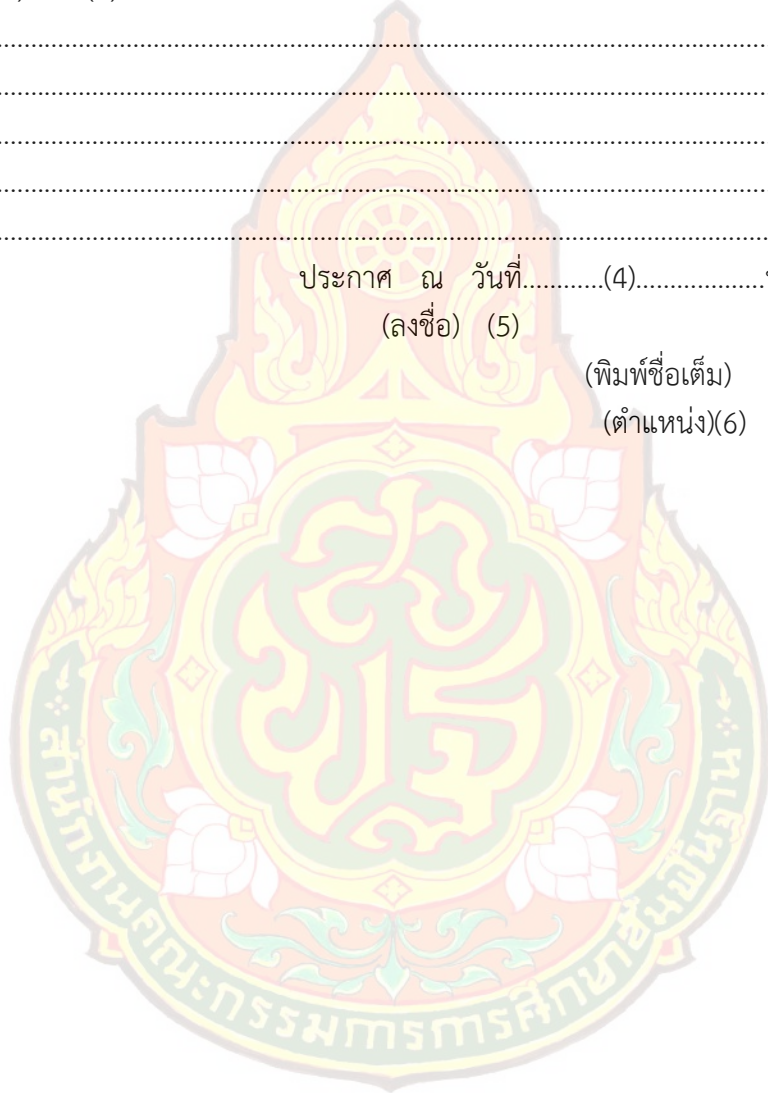 ................................................................................................................
................................................................................................................
................................................................................................................
................................................................................................................
................................................................................................................
ประกาศ ณ วันที่............(4)...................
(ลงชื่อ) (5)
(พิมพ์ชื่อเต็ม)
(ตำแหน่ง)(6)
สพฐ
สำนักงานคณะกรรมการการศึกษาขั้นพื้นฐาน